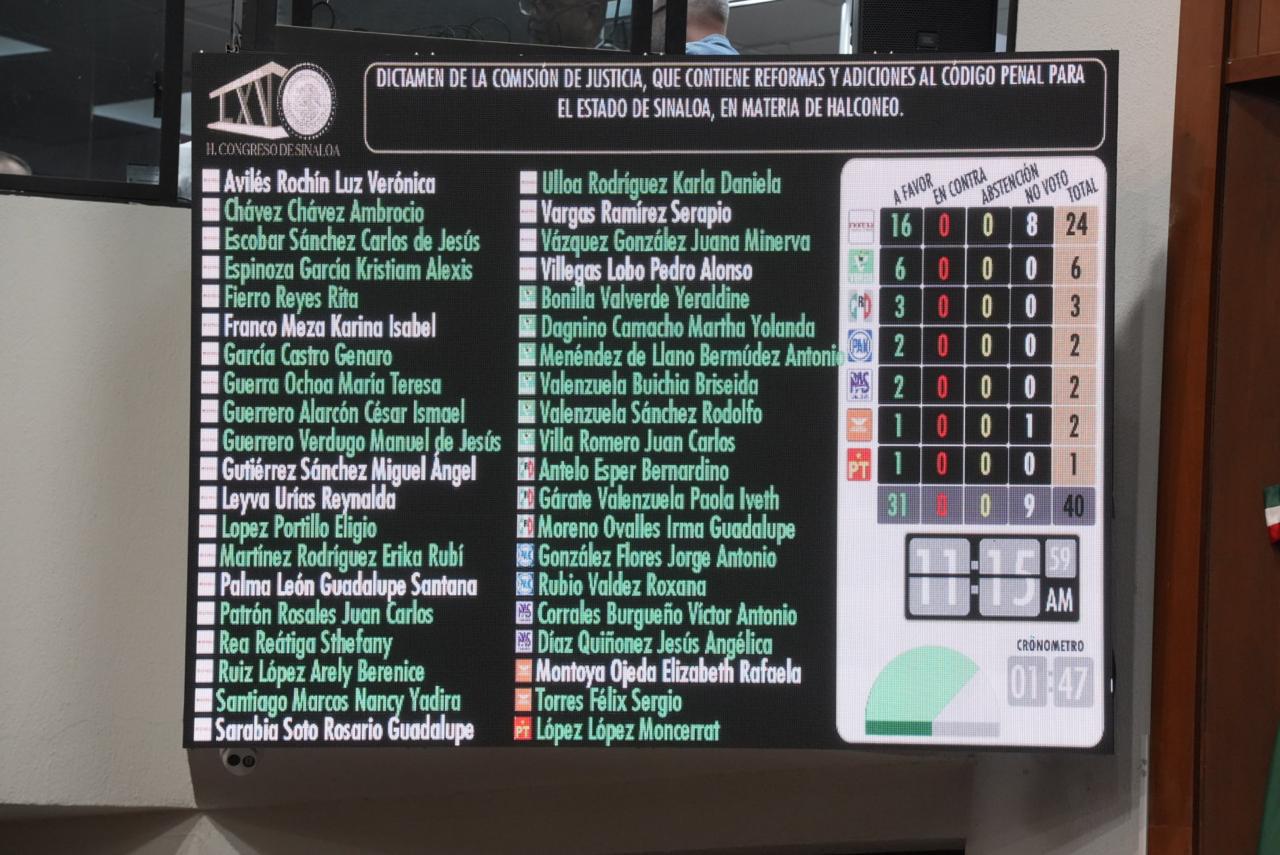 DICTAMEN DE LA COMISIÓN DE JUSTICIA, QUE CONTIENE REFORMAS Y ADICIONES AL CÓDIGO PENAL PARA
EL ESTADO DE SINALOA, EN MATERIA DE HALCONEO.
LXV
H. CONGRESO DE SINALOA
Avilés Rochín Luz Verónica
Chávez Chávez Ambrocio
Escobar Sánchez Carlos de Jesús
Espinoza García Kristiam Alexis
Fierro Reyes Rita
Franco Meza Karina Isabel
García Castro Genaro
Guerra Ochoa María Teresa
Guerrero Alarcón César Ismael
Guerrero Verdugo Manuel de Jesús
Gutiérrez Sánchez Miguel Ángel
Leyva Urías Reynalda
Lopez Portillo Eligio
Martínez Rodríguez Erika Rubí
Palma León Guadalupe Santana
Patrón Rosales Juan Carlos
Rea Reátiga Sthefany
Ruiz López Arely Berenice
Santiago Marcos Nancy Yadira
Sarabia Soto Rosario Guadalupe
Ulloa Rodríguez Karla Daniela
Vargas Ramírez Serapio
Vázquez González Juana Minerva
Villegas Lobo Pedro Alonso
Bonilla Valverde Yeraldine
Dagnino Camacho Martha Yolanda
Menéndez de Llano Bermúdez Antonio
Valenzuela Buichia Briseida
Valenzuela Sánchez Rodolfo
Villa Romero Juan Carlos
Antelo Esper Bernardino
Gárate Valenzuela Paola Iveth
Moreno Ovalles Irma Guadalupe
González Flores Jorge Antonio
Rubio Valdez Roxana
Corrales Burgueño Víctor Antonio
Díaz Quiñonez Jesús Angélica
Montoya Ojeda Elizabeth Rafaela
Torres Félix Sergio
PT López López Moncerrat
A FAVOR EN CONTRA ABSTENCIÓN NO VOTO TOTAL
morena 16 0 0 8 24
6 0 0 0 6
PRD 3 0 0 0 3
PAN 2 0 0 0 2
PAS 2 0 0 0 2
1 0 0 1 2
PT 1 0 0 0 1
31 0 0 9 40
11:15 59 AM
CRÒNOMETRO
01:47